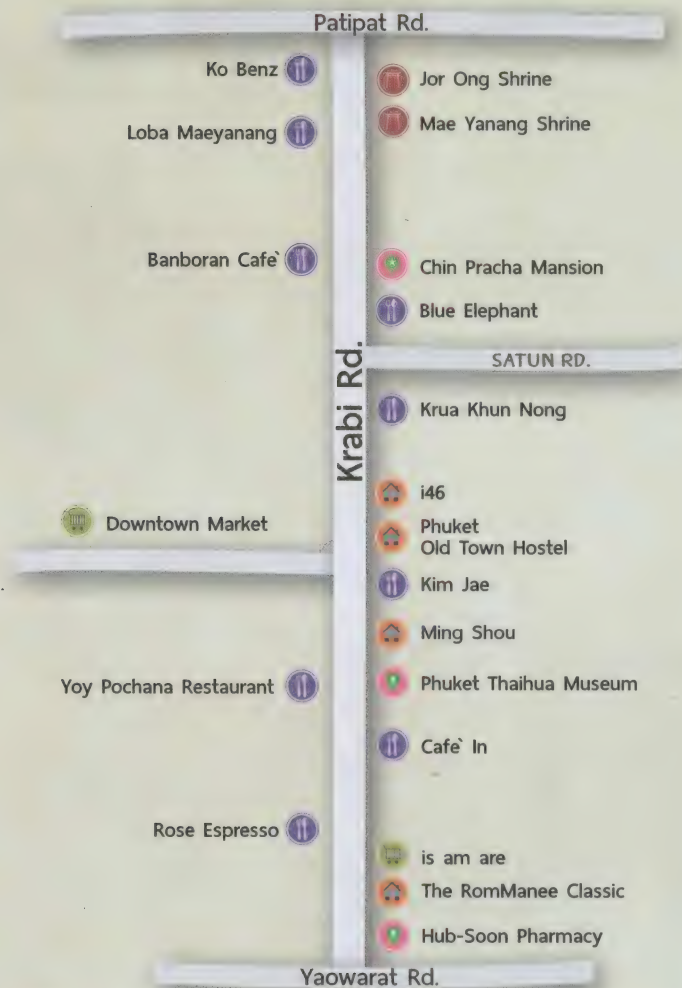 Patipat Rd.
Ko Benz
Jor Ong Shrine
Loba Maeyanang
Mae Yanang Shrine
Banboran Cafe`
Chin Pracha Mansion
Blue Elephant
SATUN RD.
Krabi Rd.
Krua Khun Nong
i46
Downtown Market
Phuket
Old Town Hostel
Kim Jae
Ming Shou
Yoy Pochana Restaurant
Phuket Thaihua Museum
Cafe` In
Rose Espresso
is am are
The RomManee Classic
Hub-Soon Pharmacy
Yaowarat Rd.